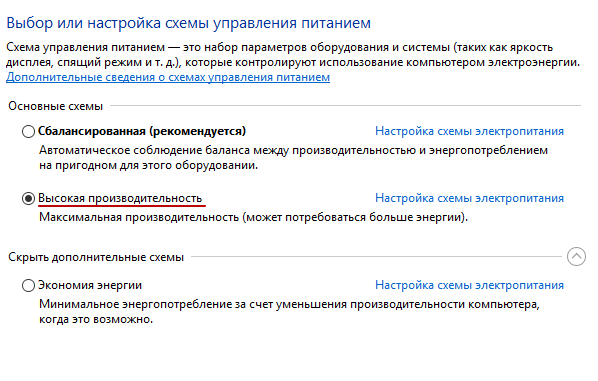 Выбор или настройка схемы управления питанием
Схема управления питанием — это набор параметров оборудования и системы (таких как яркость
дисплея, спящий режим и т. д.), которые контролируют использование компьютером электроэнергии.
Дополнительные сведения о схемах управления питанием
Основные схемы
Сбалансированная (рекомендуется) Настройка схемы электропитания
Автоматическое соблюдение баланса между производительностью и энергопотреблением
на пригодном для этого оборудовании.
Высокая производительность Настройка схемы электропитания
Максимальная производительность (может потребоваться больше энергии).
Скрыть дополнительные схемы
Экономия энергии Настройка схемы электропитания
Минимальное энергопотребление за счет уменьшения производительности компьютера,
когда это возможно.